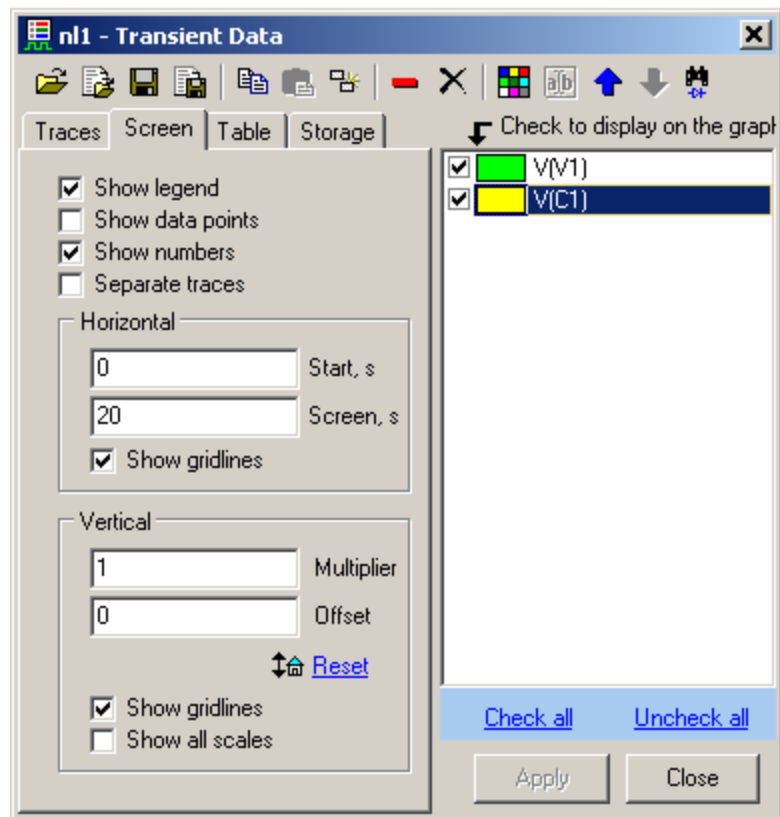 nl1 - Transient Data
Traces
Screen
Table
Storage
Show legend
Show data points
Show numbers
Separate traces
Horizontal
0
Start, s
20
Screen, s
Show gridlines
Vertical
1
Multiplier
0
Offset
Reset
Show gridlines
Show all scales
Check to display on the graph
V(V1)
V(C1)
Check all
Uncheck all
Apply
Close